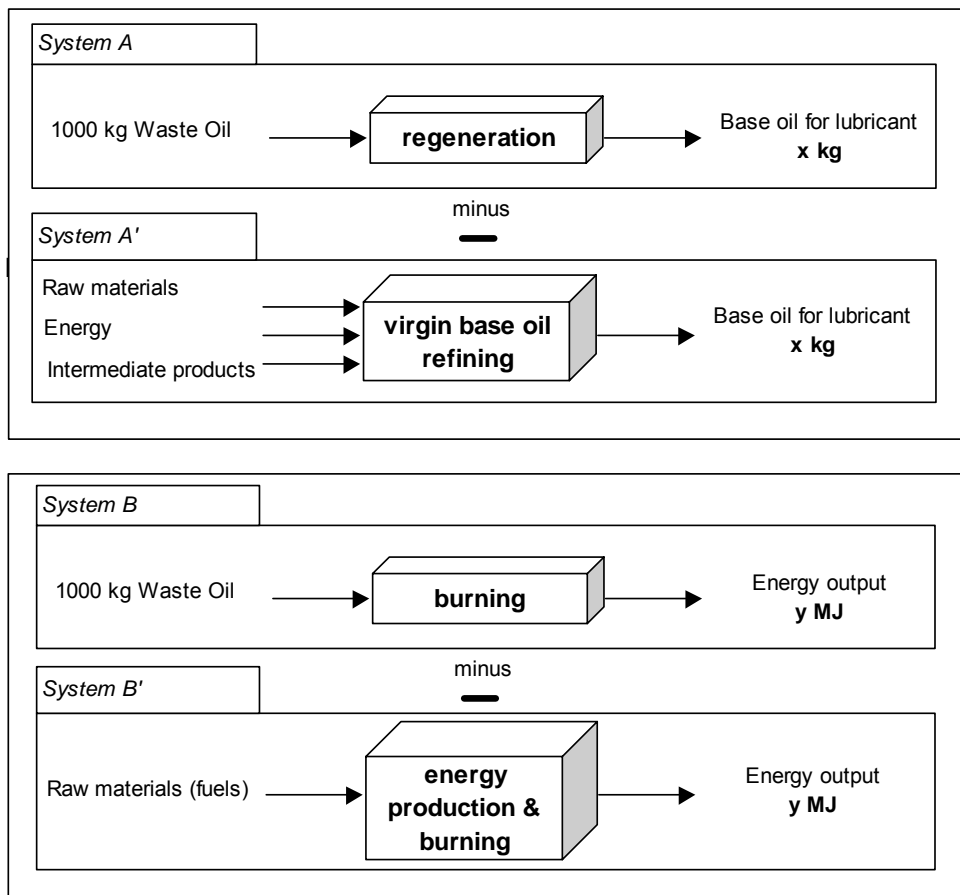 System A
1000 kg Waste Oil
regeneration
Base oil for lubricant
x kg
minus
System A'
Raw materials
Energy
Intermediate products
virgin base oil
refining
Base oil for lubricant
x kg
System B
1000 kg Waste Oil
burning
Energy output
y MJ
minus
System B'
Raw materials (fuels)
energy
production &
burning
Energy output
y MJ